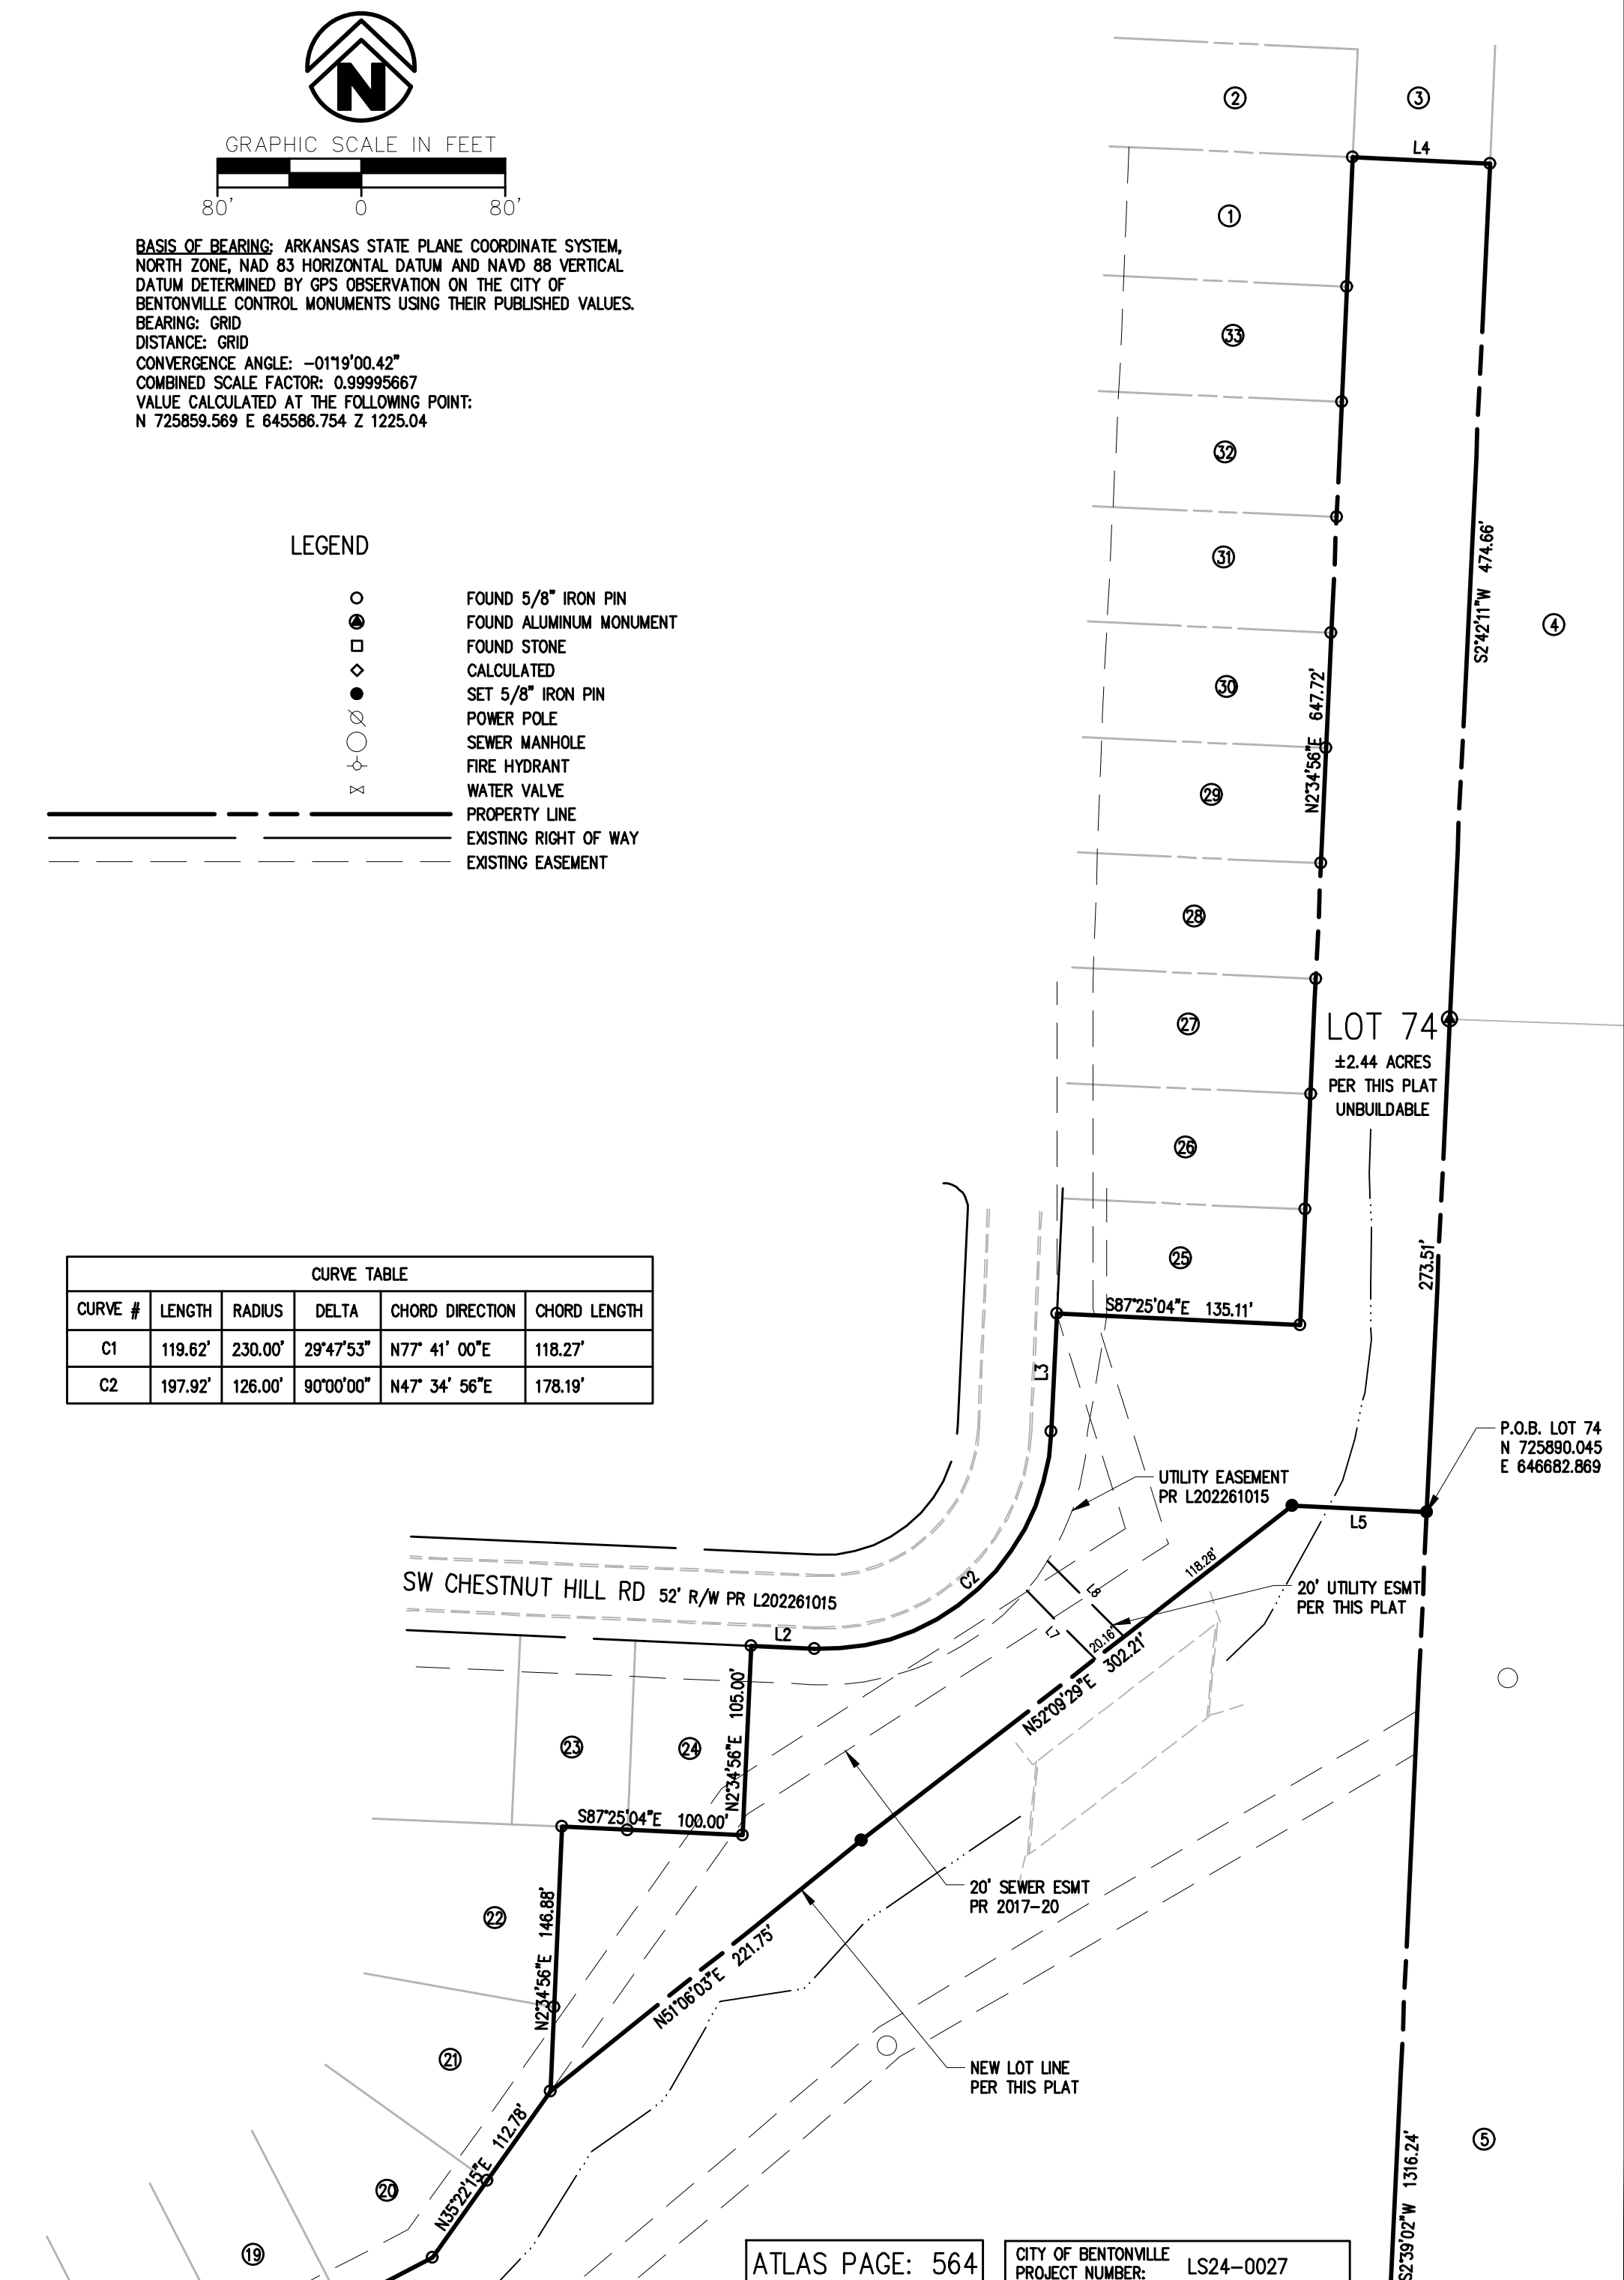 N
GRAPHIC SCALE IN FEET
80' 0 80'
BASIS OF BEARING: ARKANSAS STATE PLANE COORDINATE SYSTEM,
NORTH ZONE, NAD 83 HORIZONTAL DATUM AND NAVD 88 VERTICAL
DATUM DETERMINED BY GPS OBSERVATION ON THE CITY OF
BENTONVILLE CONTROL MONUMENTS USING THEIR PUBLISHED VALUES.
BEARING: GRID
DISTANCE: GRID
CONVERGENCE ANGLE: -01°19'00.42"
COMBINED SCALE FACTOR: 0.99995667
VALUE CALCULATED AT THE FOLLOWING POINT:
N 725859.569 E 645586.754 Z 1225.04
LEGEND
FOUND 5/8" IRON PIN
FOUND ALUMINUM MONUMENT
FOUND STONE
CALCULATED
SET 5/8" IRON PIN
POWER POLE
SEWER MANHOLE
FIRE HYDRANT
WATER VALVE
PROPERTY LINE
EXISTING RIGHT OF WAY
EXISTING EASEMENT
2
3
L4
1
33
32
31
S2°42'11"W 474.66'
4
30
N2°34'56"E 647.72'
29
28
27
LOT 74
±2.44 ACRES
PER THIS PLAT
UNBUILDABLE
26
25
273.51'
S87°25'04"E 135.11'
CURVE TABLE
CURVE # LENGTH RADIUS DELTA CHORD DIRECTION CHORD LENGTH
C1 119.62' 230.00' 29°47'53" N77° 41' 00"E 118.27'
C2 197.92' 126.00' 90°00'00" N47° 34' 56"E 178.19'
L3
P.O.B. LOT 74
N 725890.045
E 646682.869
UTILITY EASEMENT
PR L202261015
L5
118.28'
C2
SW CHESTNUT HILL RD 52' R/W PR L202261015
L8
20' UTILITY ESMT
PER THIS PLAT
L7
20.16'
L2
N52°09'29"E 302.21'
N2°34'56"E 105.00'
23
24
S87°25'04"E 100.00'
20' SEWER ESMT
PR 2017-20
22
N2°34'56"E 146.88'
N51°06'03"E 221.75'
21
NEW LOT LINE
PER THIS PLAT
N35°22'15"E 112.78'
20
19
5
S2°39'02"W 1316.24'
ATLAS PAGE: 564
CITY OF BENTONVILLE
PROJECT NUMBER: LS24-0027